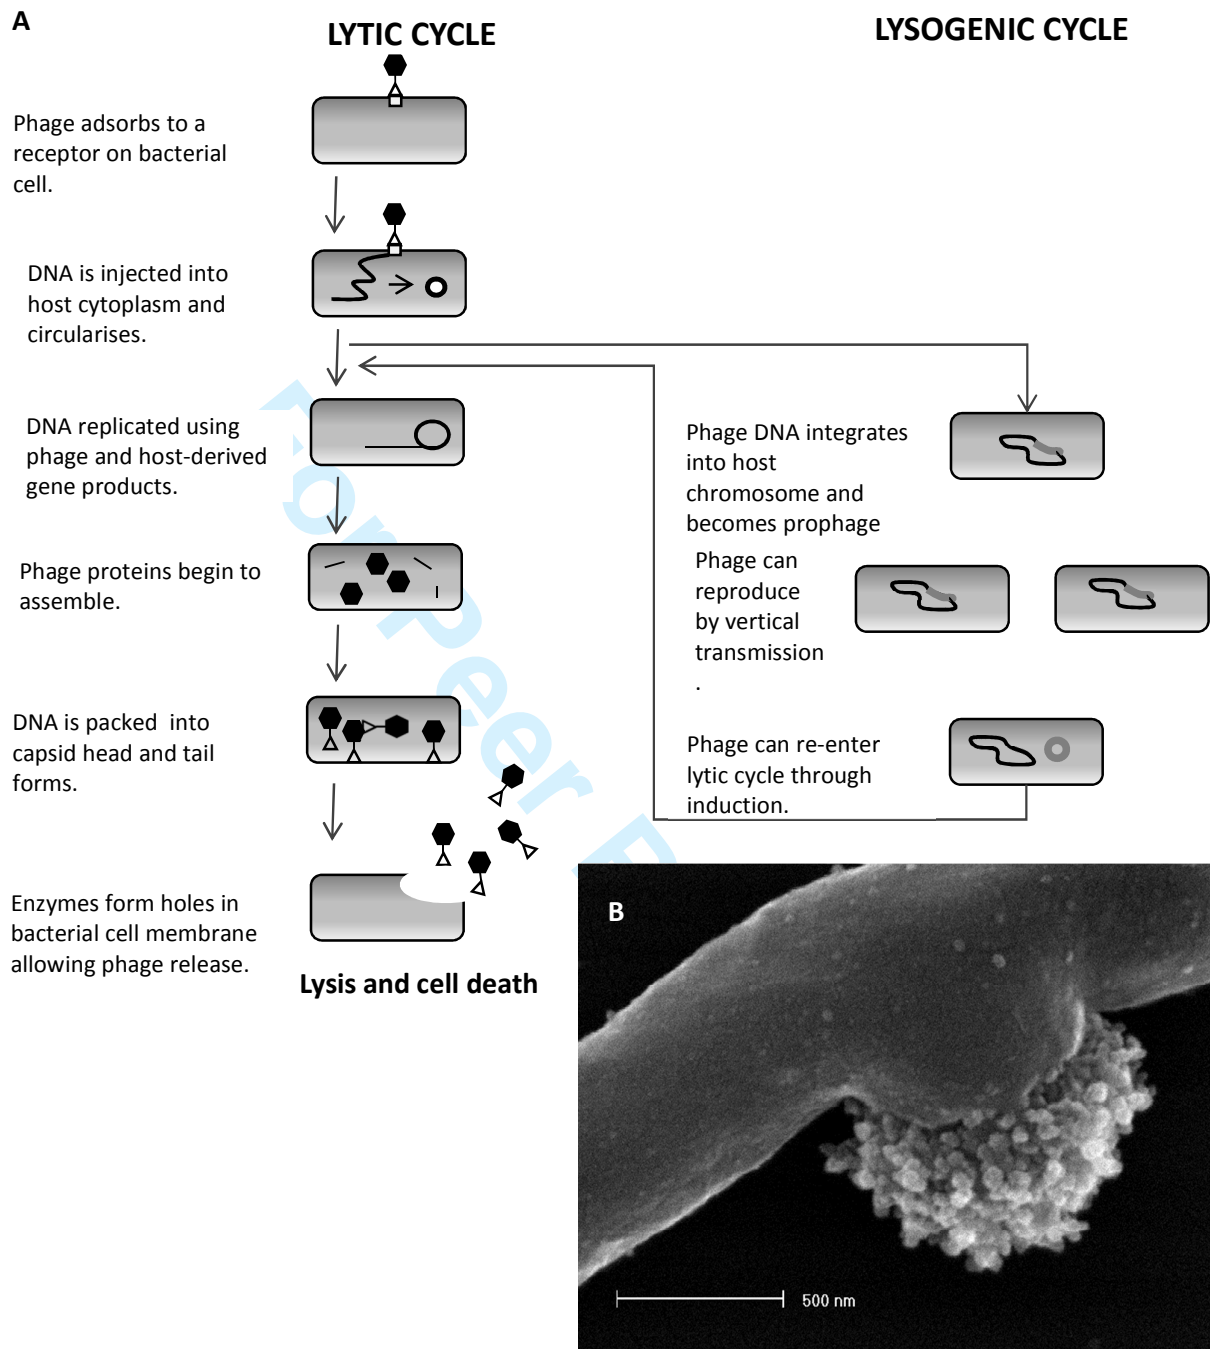 A
LYTIC CYCLE
LYSOGENIC CYCLE
Phage adsorbs to a
receptor on bacterial
cell.
DNA is injected into
host cytoplasm and
circularises.
DNA replicated using
phage and host-derived
gene products.
Phage proteins begin to
assemble.
DNA is packed into
capsid head and tail
forms.
Enzymes form holes in
bacterial cell membrane
allowing phage release.
Lysis and cell death
Phage DNA integrates
into host
chromosome and
becomes prophage
Phage can
reproduce
by vertical
transmission
.
Phage can re-enter
lytic cycle through
induction.
For Peer
B
500 nm